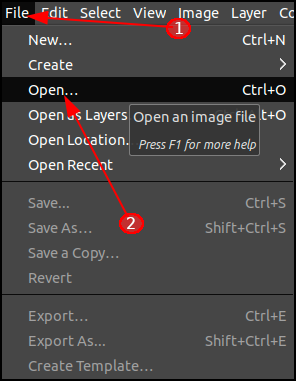 File Edit Select View Image Layer
1
New... Ctrl+N
Create >
Open... Ctrl+O
Open as Layers +O
Open an image file
Press F1 for more help
Open Location...
Open Recent >
2
Save... Ctrl+S
Save As... Shift+Ctrl+S
Save a Copy...
Revert
Export... Ctrl+E
Export As... Shift+Ctrl+E
Create Template...